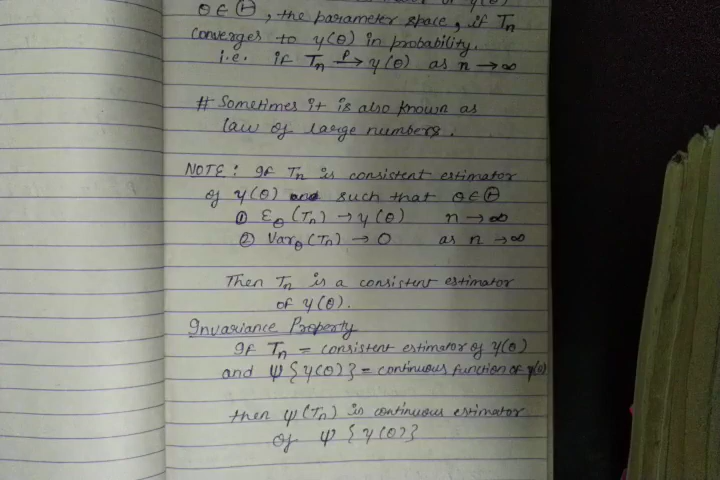 of γ(θ)
θ ∈ Θ, the parameter space, if Tn
converges to γ(θ) in probability.
i.e. if Tn P→ γ(θ) as n → ∞
# Sometimes it is also known as
law of large numbers.
NOTE: If Tn is consistent estimator
of γ(θ) such that θ ∈ Θ
① Eθ(Tn) → γ(θ) n → ∞
② Varθ(Tn) → 0 as n → ∞
Then Tn is a consistent estimator
of γ(θ).
Invariance Property
If Tn = consistent estimator of γ(θ)
and ψ{γ(θ)} = continuous function of γ(θ)
then ψ(Tn) is continuous estimator
of ψ{γ(θ)}